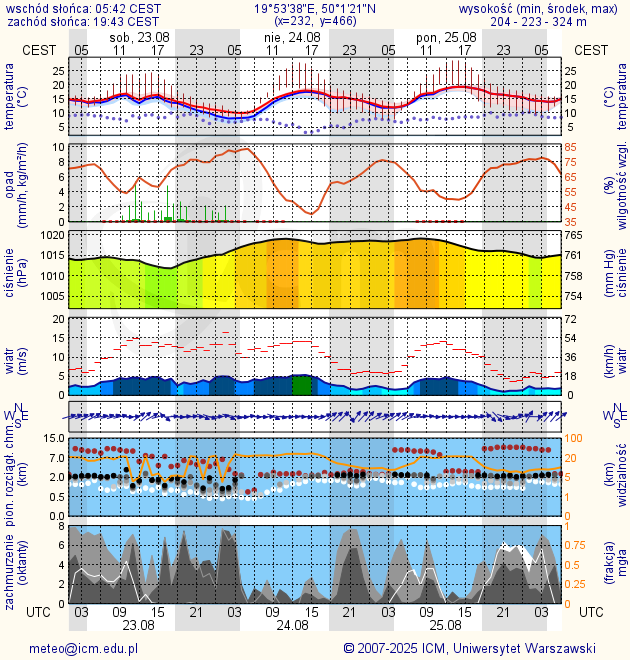 wschód słońca: 05:42 CEST 19°53'38"E, 50°1'21"N wysokość (min, środek, max)
zachód słońca: 19:43 CEST (x=232, y=466) 204 - 223 - 324 m
sob, 23.08 nie, 24.08 pon, 25.08
CEST 05 11 17 23 05 11 17 23 05 11 17 23 05 CEST
temperatura (°C)
25
20
15
10
5
25
20
15
10
5
temperatura (°C)
opad (mm/h, kg/m²/h)
10
8
6
4
2
0
85
75
65
55
45
35
(%) wilgotność wzgl.
ciśnienie (hPa)
1020
1015
1010
1005
765
761
758
754
(mm Hg) ciśnienie
wiatr (m/s)
20
15
10
5
0
72
54
36
18
0
(km/h) wiatr
N
W E
S
N
W E
S
pion. rozciągł. chm. (km)
15.0
7.0
2.0
0.5
0.0
100
20
5
1
0
(km) widzialność
zachmurzenie (oktanty)
8
6
4
2
0
1
0.75
0.5
0.25
0
(frakcja) mgła
UTC 03 09 15 21 03 09 15 21 03 09 15 21 03 UTC
23.08 24.08 25.08
meteo@icm.edu.pl © 2007-2025 ICM, Uniwersytet Warszawski